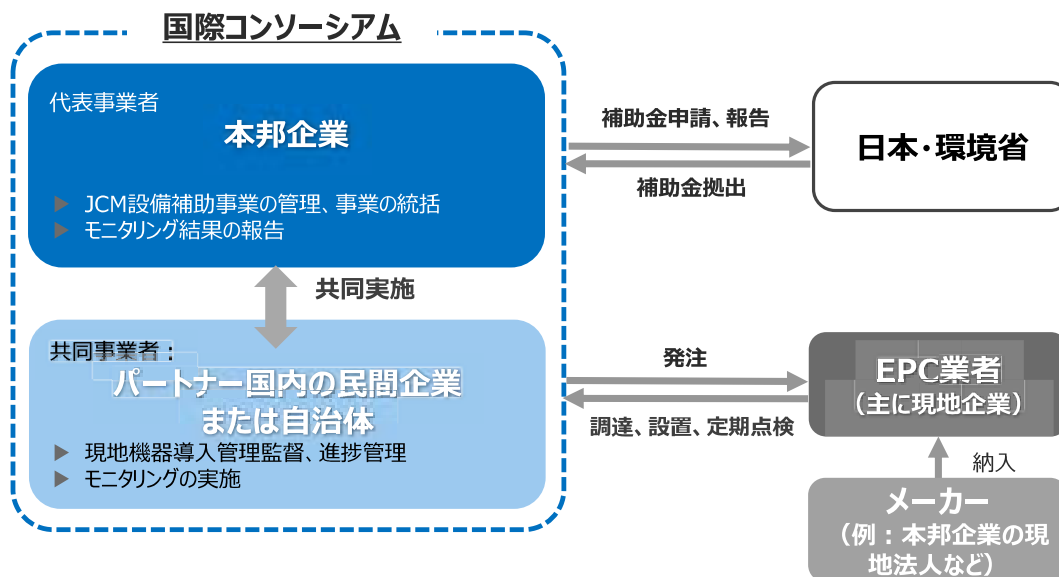 国際コンソーシアム
代表事業者
本邦企業
▶ JCM設備補助事業の管理、事業の統括
▶ モニタリング結果の報告
共同実施
共同事業者：
パートナー国内の民間企業
または自治体
▶ 現地機器導入管理監督、進捗管理
▶ モニタリングの実施
補助金申請、報告
補助金拠出
日本・環境省
発注
調達、設置、定期点検
EPC業者
（主に現地企業）
納入
メーカー
（例：本邦企業の現
地法人など）